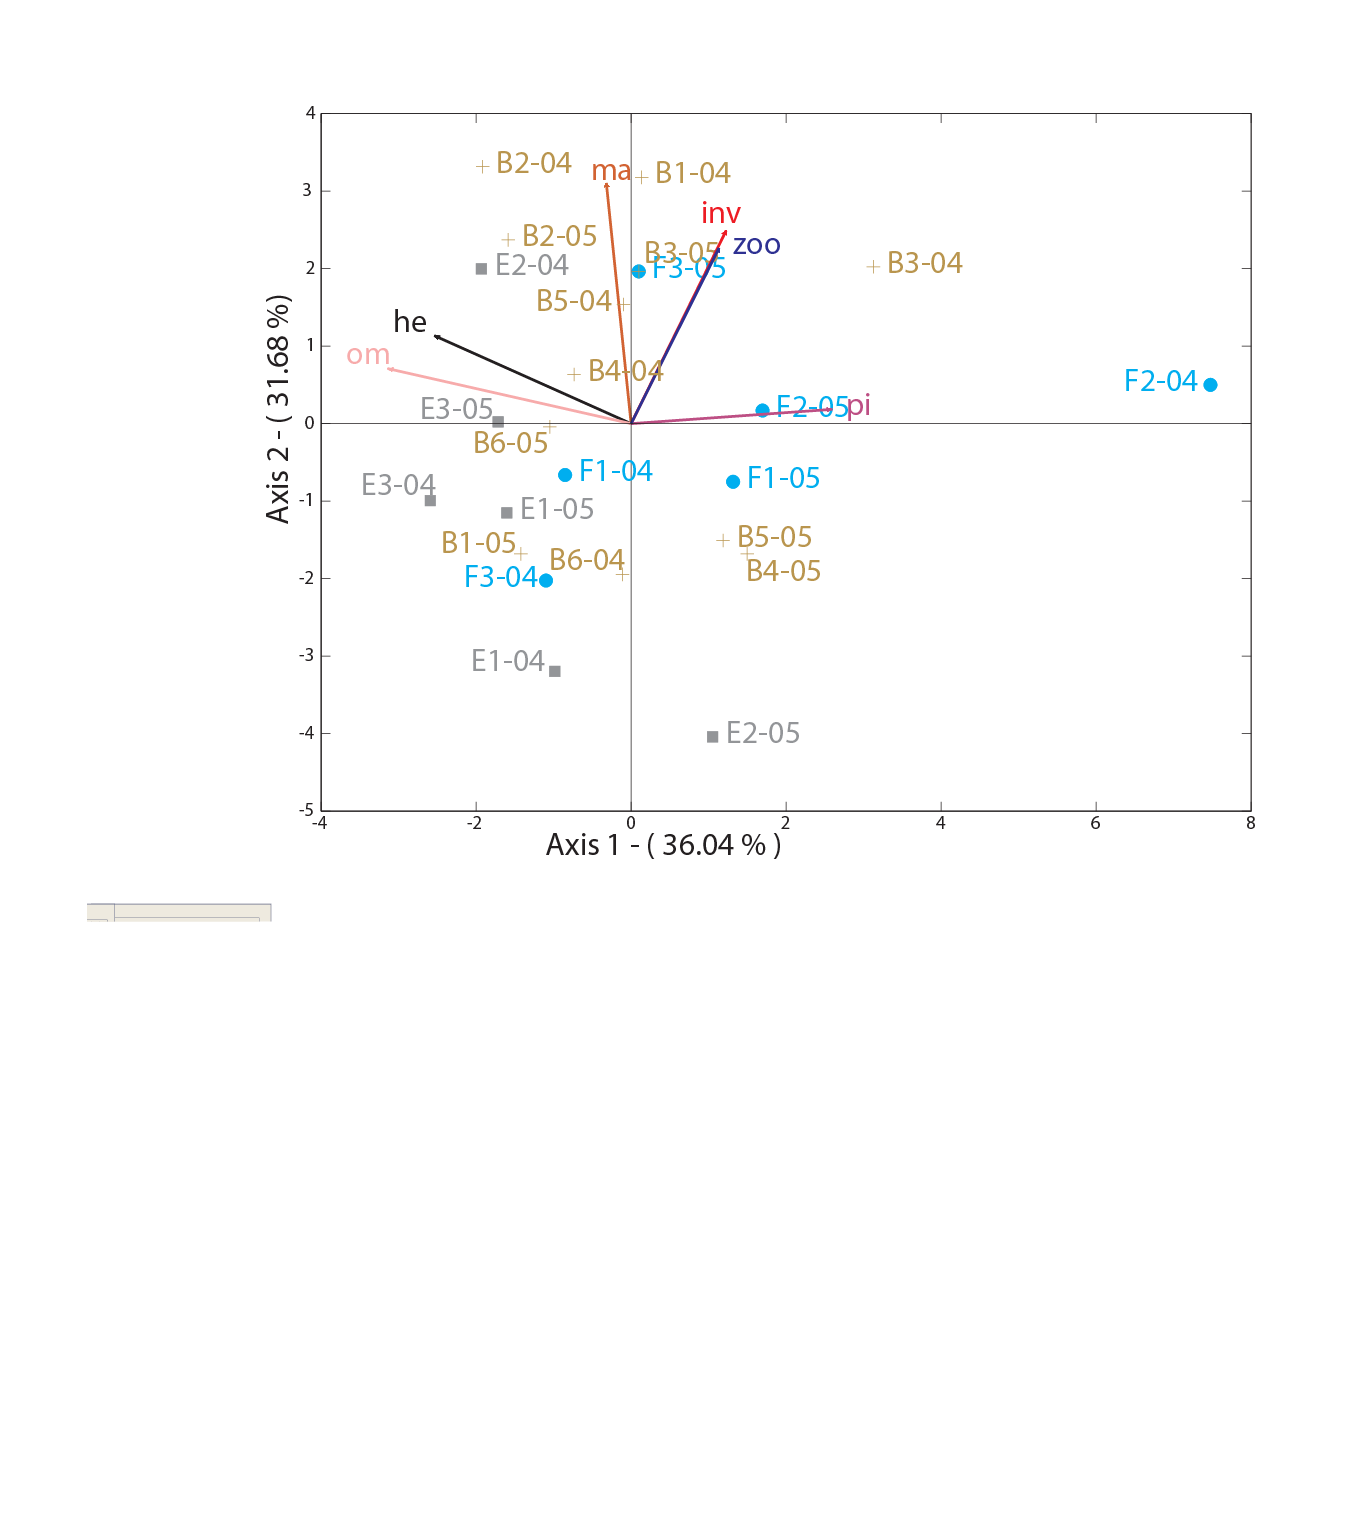 4
B2-04
ma
B1-04
3
inv
B2-05
zoo
B3-05
E2-04
F3-05
B3-04
2
B5-04
he
1
om
B4-04
F2-04
E3-05
F2-05
pi
0
B6-05
F1-04
F1-05
E3-04
-1
E1-05
B5-05
B1-05
B6-04
B4-05
F3-04
-2
-3
E1-04
-4
E2-05
-5
-4
-2
0
2
4
6
8
Axis 2 - ( 31.68 %)
Axis 1 - ( 36.04 % )